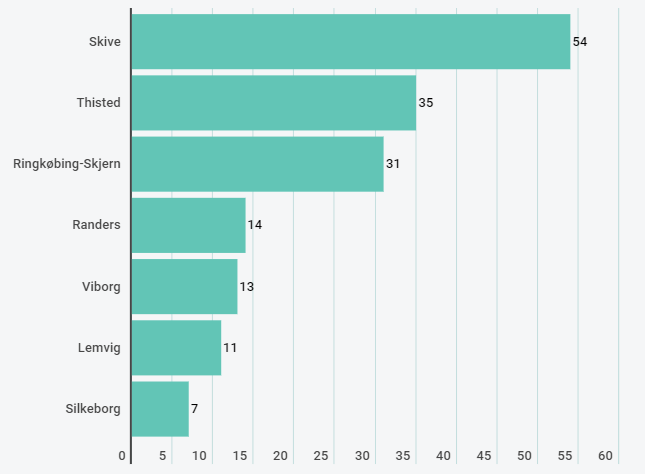 Skive 54
Thisted 35
Ringkøbing-Skjern 31
Randers 14
Viborg 13
Lemvig 11
Silkeborg 7
0 5 10 15 20 25 30 35 40 45 50 55 60